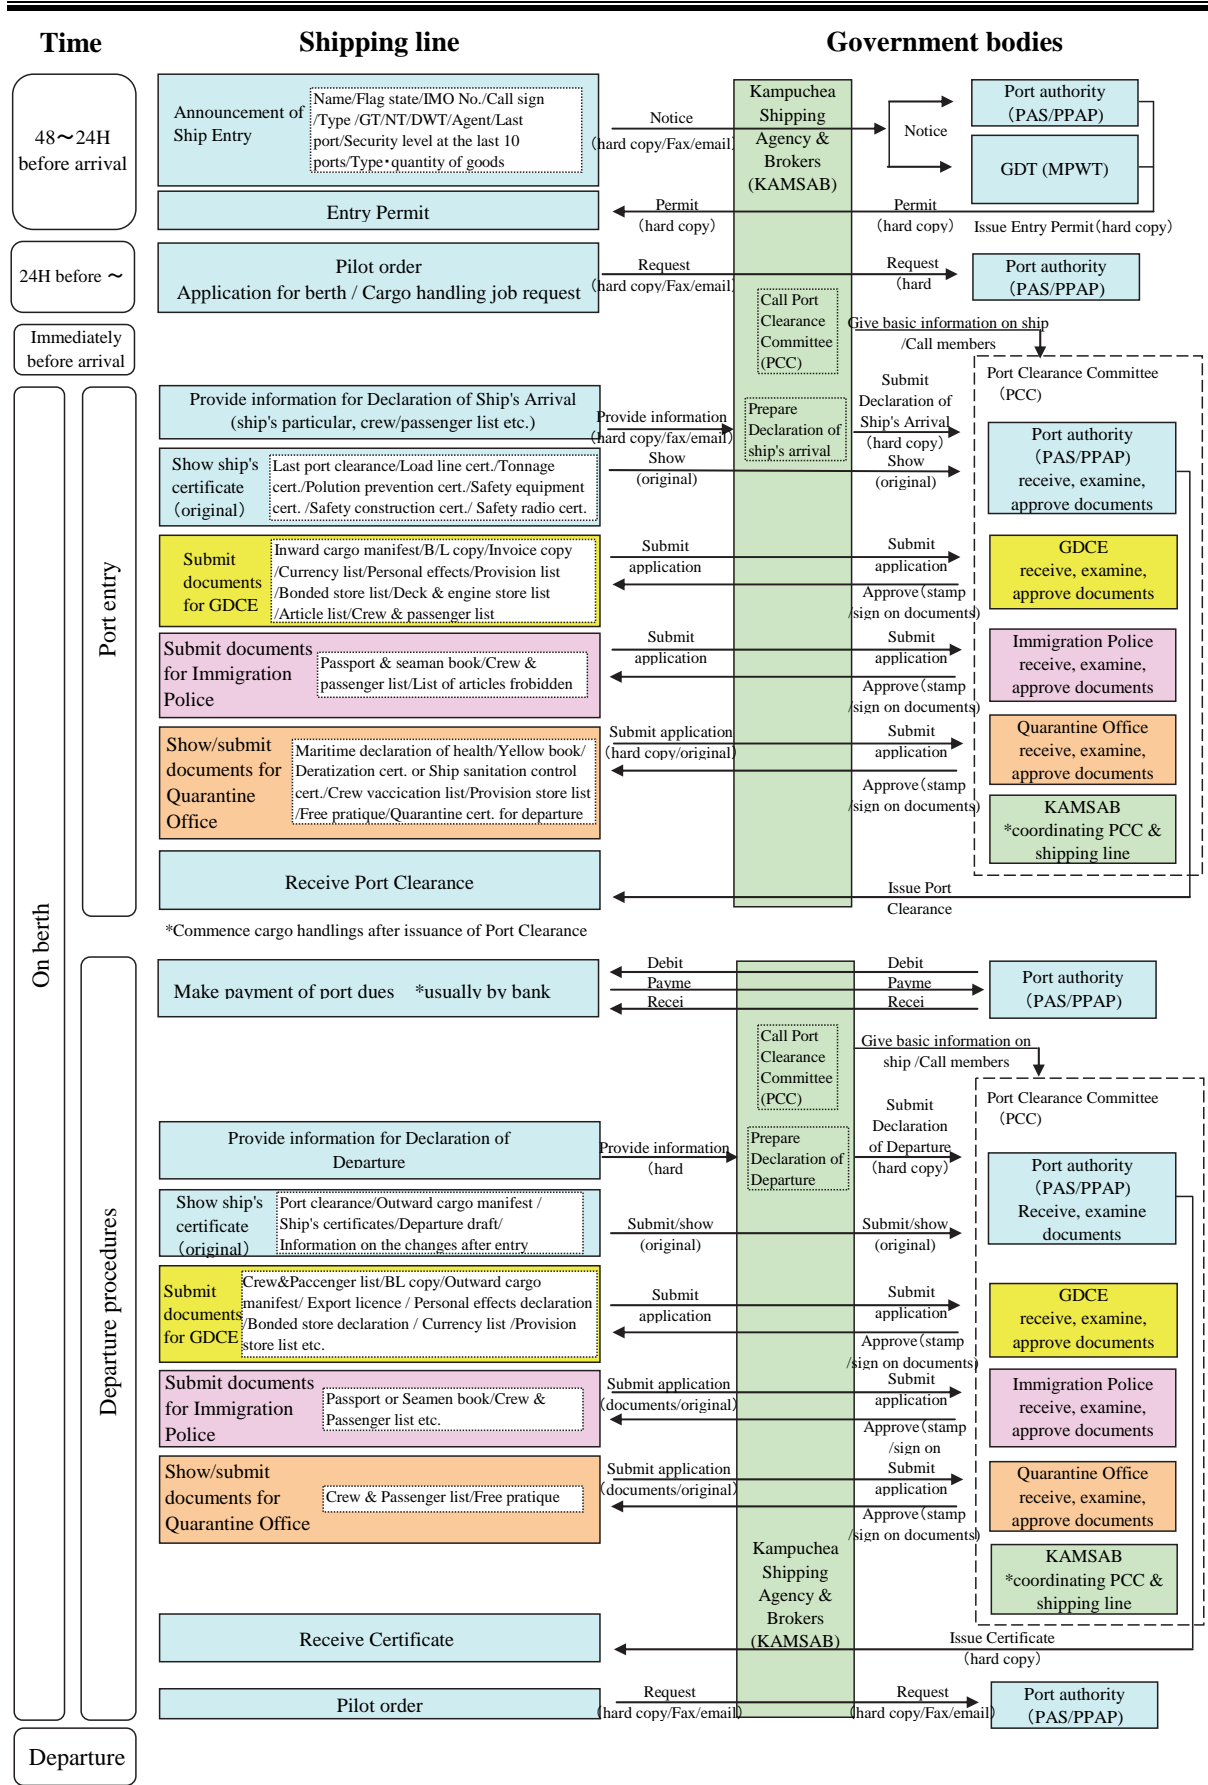 Time
Shipping line
Government bodies
48～24H
before arrival
Announcement of
Ship Entry
Name/Flag state/IMO No./Call sign
/Type /GT/NT/DWT/Agent/Last
port/Security level at the last 10
ports/Type・quantity of goods
Notice
(hard copy/Fax/email)
Kampuchea
Shipping
Agency &
Brokers
(KAMSAB)
Notice
Port authority
(PAS/PPAP)
GDT (MPWT)
Entry Permit
Permit
(hard copy)
Permit
(hard copy)
Issue Entry Permit(hard copy)
24H before ～
Pilot order
Application for berth / Cargo handling job request
Request
(hard copy/Fax/email)
Request
(hard
Port authority
(PAS/PPAP)
Immediately
before arrival
Call Port
Clearance
Committee
(PCC)
Give basic information on ship
/Call members
Port Clearance Committee
(PCC)
On berth
Port entry
Provide information for Declaration of Ship's Arrival
(ship's particular, crew/passenger list etc.)
Provide information
(hard copy/fax/email)
Prepare
Declaration of
ship's arrival
Submit
Declaration of
Ship's Arrival
(hard copy)
Port authority
(PAS/PPAP)
receive, examine,
approve documents
Show ship's
certificate
(original)
Last port clearance/Load line cert./Tonnage
cert./Polution prevention cert./Safety equipment
cert. /Safety construction cert./ Safety radio cert.
Show
(original)
Show
(original)
Submit
documents
for GDCE
Inward cargo manifest/B/L copy/Invoice copy
/Currency list/Personal effects/Provision list
/Bonded store list/Deck & engine store list
/Article list/Crew & passenger list
Submit
application
Submit
application
Approve(stamp
/sign on documents)
GDCE
receive, examine,
approve documents
Submit documents
for Immigration
Police
Passport & seaman book/Crew &
passenger list/List of articles frobidden
Submit
application
Submit
application
Approve(stamp
/sign on documents)
Immigration Police
receive, examine,
approve documents
Show/submit
documents for
Quarantine
Office
Maritime declaration of health/Yellow book/
Deratization cert. or Ship sanitation control
cert./Crew vaccication list/Provision store list
/Free pratique/Quarantine cert. for departure
Submit application
(hard copy/original)
Submit
application
Approve(stamp
/sign on documents)
Quarantine Office
receive, examine,
approve documents
KAMSAB
*coordinating PCC &
shipping line
Receive Port Clearance
Issue Port
Clearance
*Commence cargo handlings after issuance of Port Clearance
Departure procedures
Make payment of port dues *usually by bank
Debit
Payme
Recei
Debit
Payme
Recei
Port authority
(PAS/PPAP)
Call Port
Clearance
Committee
(PCC)
Give basic information on
ship /Call members
Port Clearance Committee
(PCC)
Provide information for Declaration of
Departure
Provide information
(hard
Prepare
Declaration of
Departure
Submit
Declaration
of Departure
(hard copy)
Port authority
(PAS/PPAP)
Receive, examine
documents
Show ship's
certificate
(original)
Port clearance/Outward cargo manifest /
Ship's certificates/Departure draft/
Information on the changes after entry
Submit/show
(original)
Submit/show
(original)
Submit
documents
for GDCE
Crew&Paccenger list/BL copy/Outward cargo
manifest/ Export licence / Personal effects declaration
/Bonded store declaration / Currency list /Provision
store list etc.
Submit
application
Submit
application
Approve(stamp
/sign on documents)
GDCE
receive, examine,
approve documents
Submit documents
for Immigration
Police
Passport or Seamen book/Crew &
Passenger list etc.
Submit application
(documents/original)
Submit
application
Approve(stamp
/sign on
Immigration Police
receive, examine,
approve documents
Show/submit
documents for
Quarantine Office
Crew & Passenger list/Free pratique
Submit application
(documents/original)
Submit
application
Approve(stamp
/sign on documents)
Quarantine Office
receive, examine,
approve documents
Kampuchea
Shipping
Agency &
Brokers
(KAMSAB)
KAMSAB
*coordinating PCC &
shipping line
Receive Certificate
Issue Certificate
(hard copy)
Pilot order
Request
(hard copy/Fax/email)
Request
(hard copy/Fax/email)
Port authority
(PAS/PPAP)
Departure